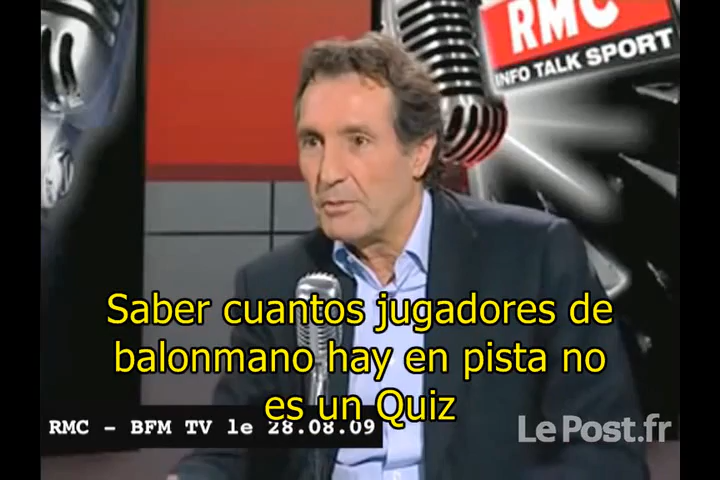 RMC
INFO TALK SPORT
Saber cuantos jugadores de
balonmano hay en pista no
es un Quiz
RMC - BFM TV le 28.08.09
LePost.fr